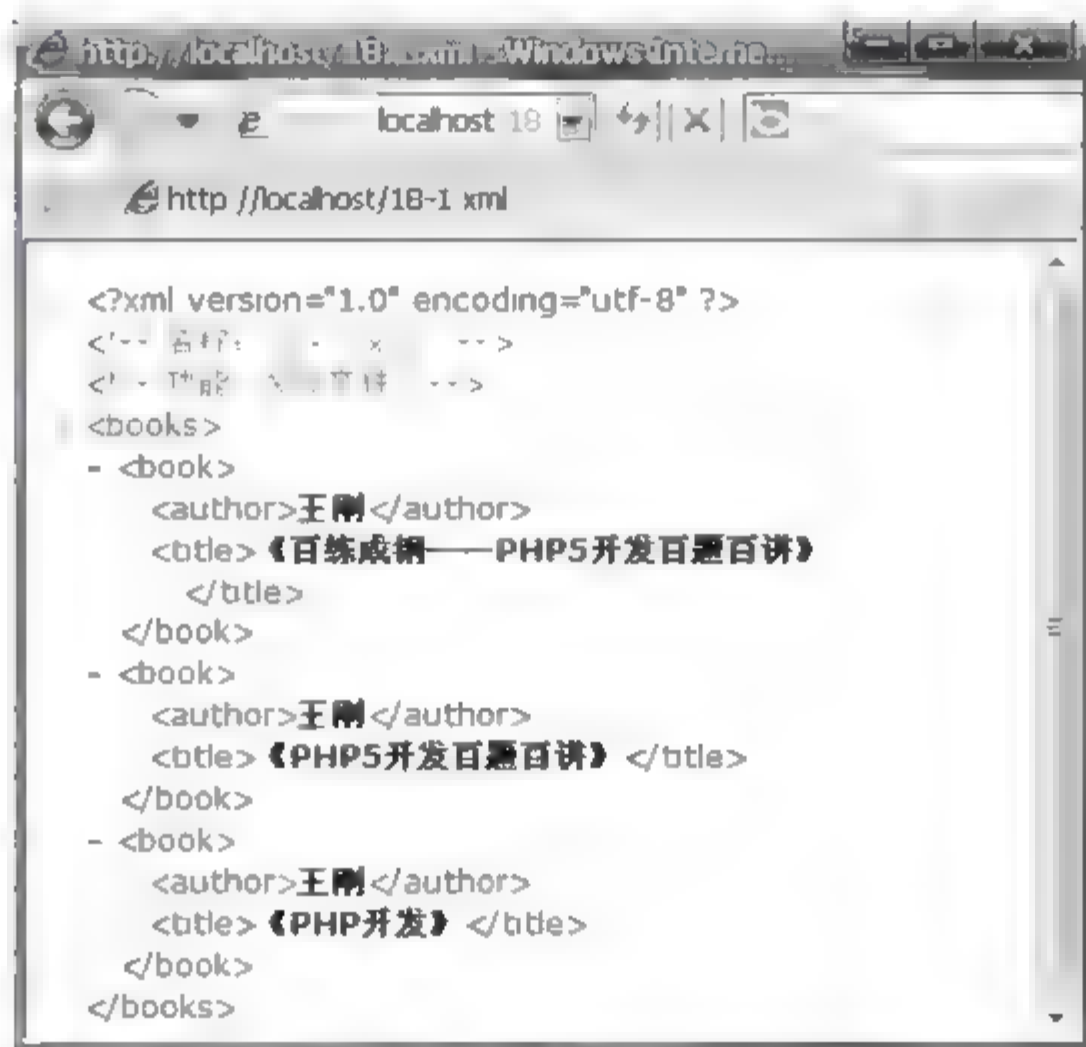 http://localhost/18...xml - Windows Interne...
localhost 18
http //localhost/18-1 xml
<?xml version="1.0" encoding="utf-8" ?>
<!-- -->
<!-- -->
<books>
- <book>
<author>王刚</author>
<title>《百练成钢——PHP5开发百题百讲》
</title>
</book>
- <book>
<author>王刚</author>
<title>《PHP5开发百题百讲》</title>
</book>
- <book>
<author>王刚</author>
<title>《PHP开发》</title>
</book>
</books>